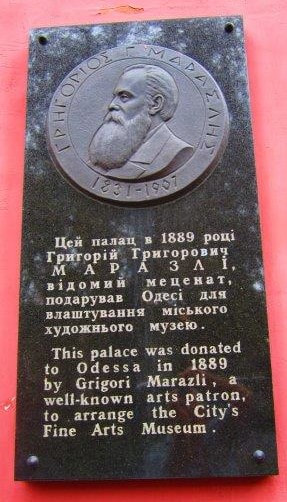 ΓΡΗΓΌΡΙΟΣ Γ. ΜΑΡΑΣΛΗΣ
1831-1907
Цей палац в 1889 році
Григорій Григорович
МАРАЗЛІ,
відомий меценат,
подарував Одесі для
влаштування міського
художнього музею.
This palace was donated
to Odessa in 1889
by Grigori Marazli, a
well-known arts patron,
to arrange the City's
Fine Arts Museum.